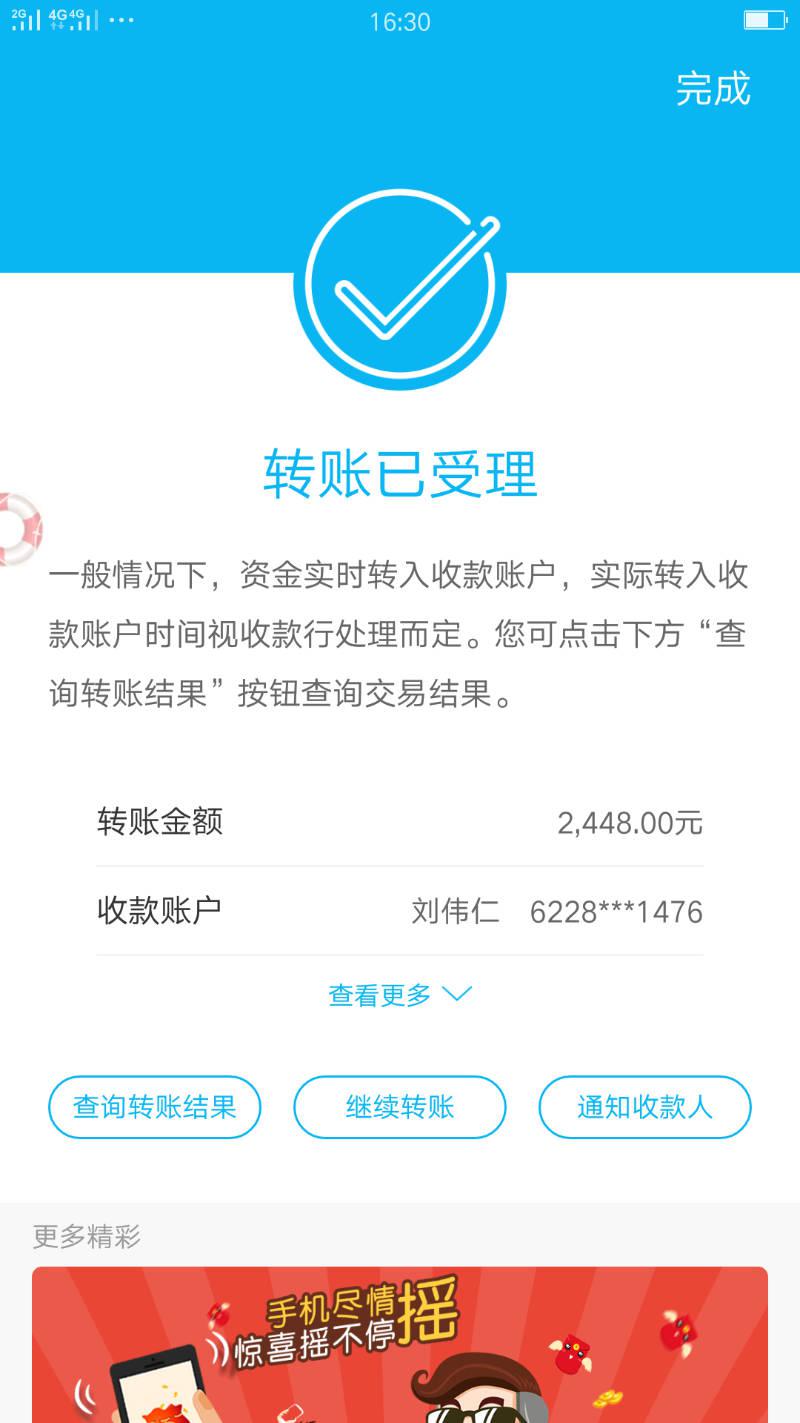 2G 4G 4G 16:30
完成
转账已受理
一般情况下，资金实时转入收款账户，实际转入收
款账户时间视收款行处理而定。您可点击下方“查
询转账结果”按钮查询交易结果。
转账金额 2,448.00元
收款账户 刘伟仁 6228***1476
查看更多
查询转账结果 继续转账 通知收款人
更多精彩
手机尽情摇
惊喜摇不停